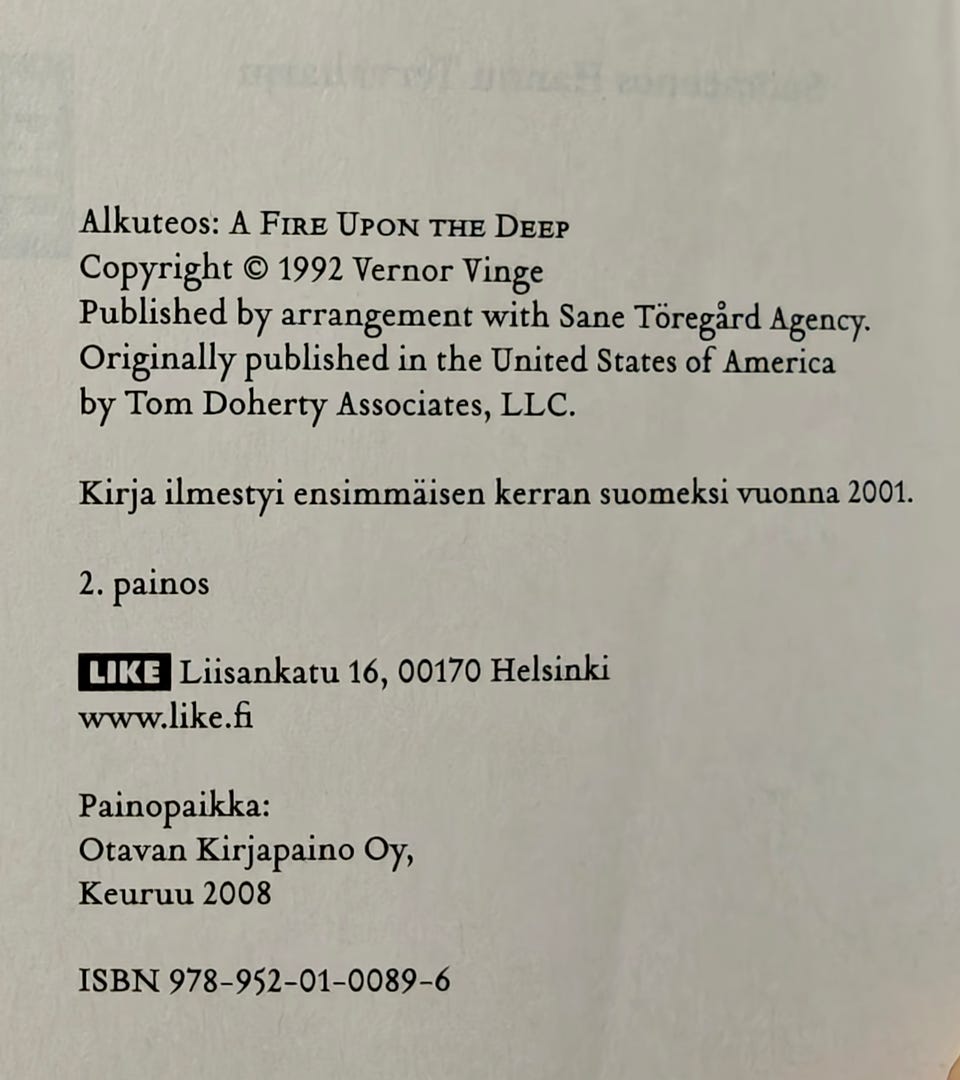 Alkuteos: A FIRE UPON THE DEEP
Copyright © 1992 Vernor Vinge
Published by arrangement with Sane Töregård Agency.
Originally published in the United States of America
by Tom Doherty Associates, LLC.
Kirja ilmestyi ensimmäisen kerran suomeksi vuonna 2001.
2. painos
LIKE Liisankatu 16, 00170 Helsinki
www.like.fi
Painopaikka:
Otavan Kirjapaino Oy,
Keuruu 2008
ISBN 978-952-01-0089-6